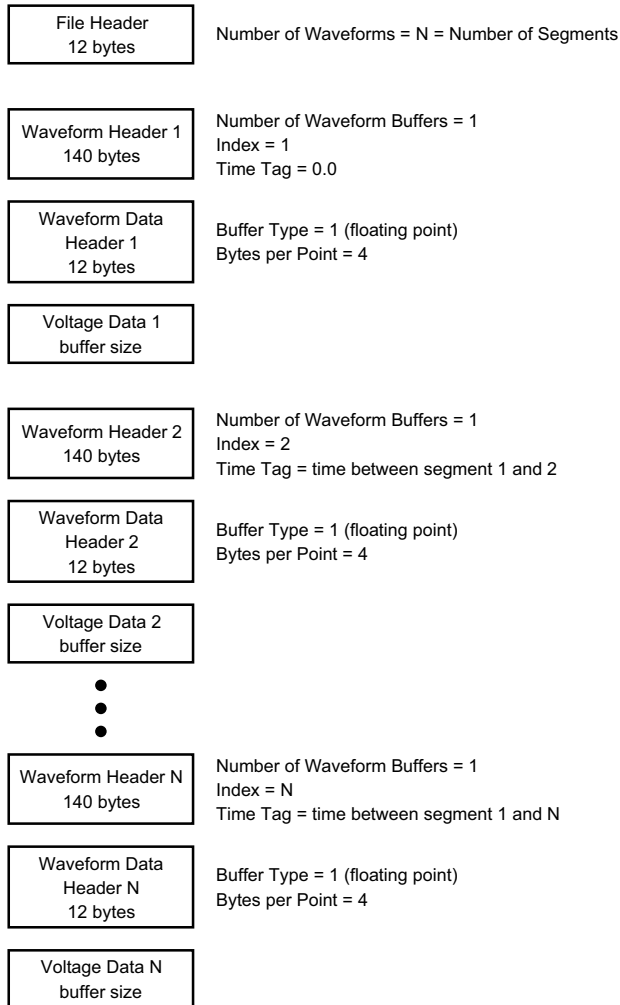 File Header
12 bytes
Number of Waveforms = N = Number of Segments
Waveform Header 1
140 bytes
Number of Waveform Buffers = 1
Index = 1
Time Tag = 0.0
Waveform Data
Header 1
12 bytes
Buffer Type = 1 (floating point)
Bytes per Point = 4
Voltage Data 1
buffer size
Waveform Header 2
140 bytes
Number of Waveform Buffers = 1
Index = 2
Time Tag = time between segment 1 and 2
Waveform Data
Header 2
12 bytes
Buffer Type = 1 (floating point)
Bytes per Point = 4
Voltage Data 2
buffer size
Waveform Header N
140 bytes
Number of Waveform Buffers = 1
Index = N
Time Tag = time between segment 1 and N
Waveform Data
Header N
12 bytes
Buffer Type = 1 (floating point)
Bytes per Point = 4
Voltage Data N
buffer size